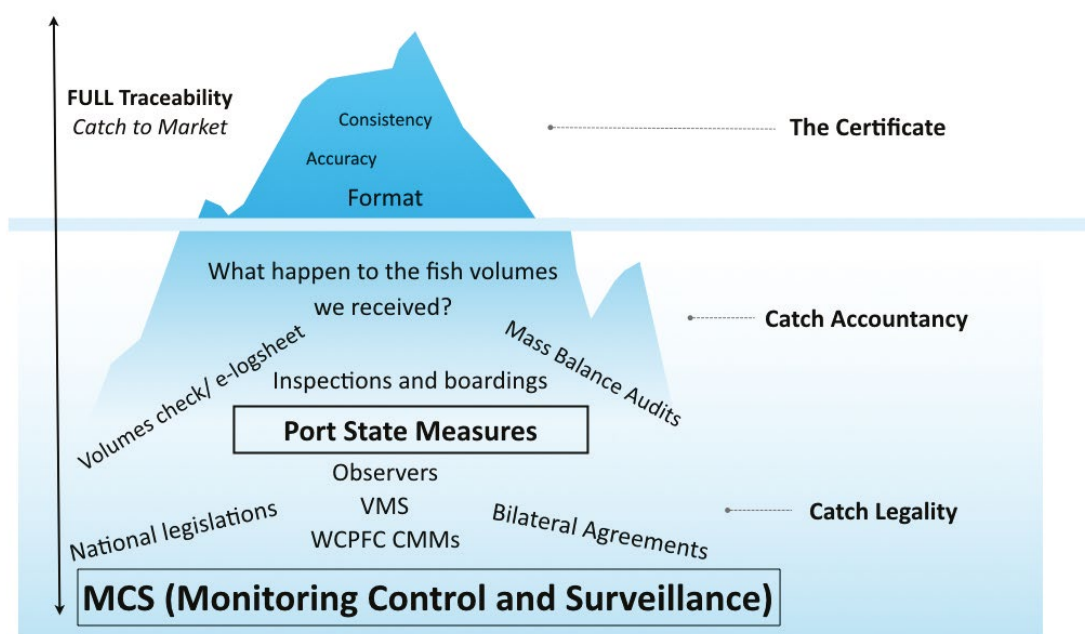 FULL Traceability
Catch to Market
Consistency
Accuracy
Format
The Certificate
What happen to the fish volumes
we received?
Catch Accountancy
Volumes check/ e-logsheet
Mass Balance Audits
Inspections and boardings
Port State Measures
Observers
VMS
WCPFC CMMs
National legislations
Bilateral Agreements
Catch Legality
MCS (Monitoring Control and Surveillance)